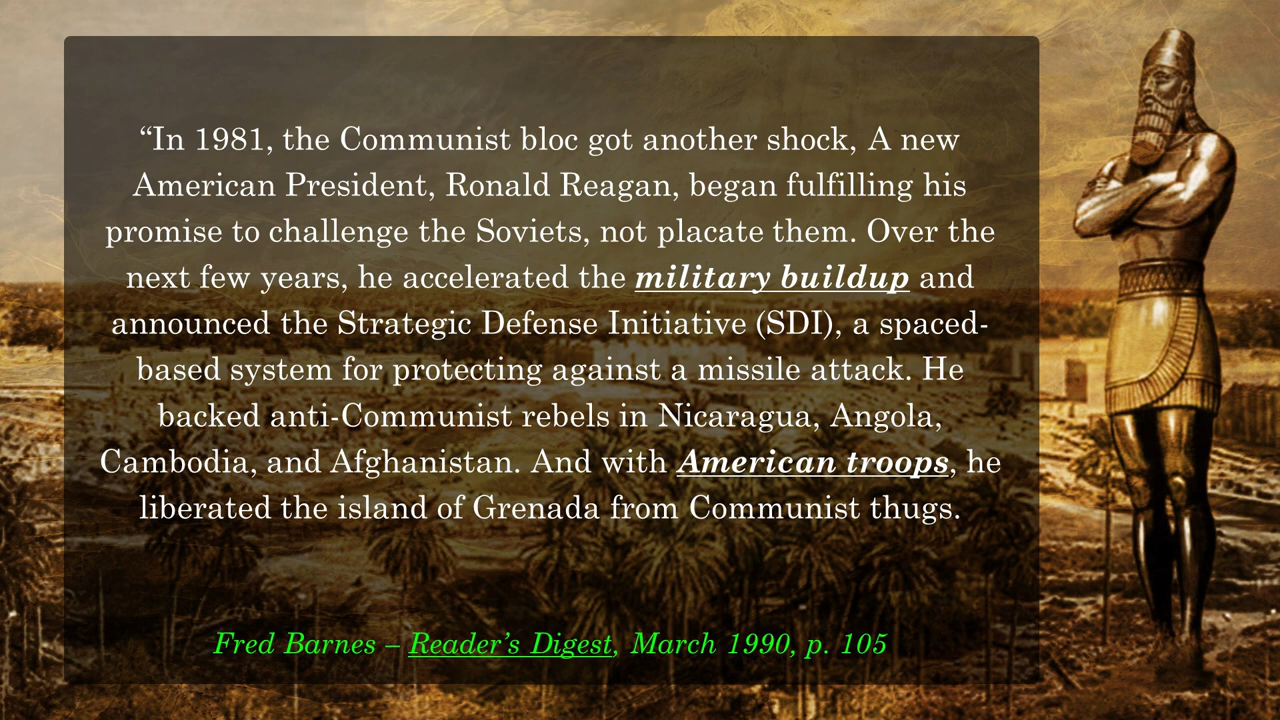 “In 1981, the Communist bloc got another shock, A new
American President, Ronald Reagan, began fulfilling his
promise to challenge the Soviets, not placate them. Over the
next few years, he accelerated the military buildup and
announced the Strategic Defense Initiative (SDI), a spaced-
based system for protecting against a missile attack. He
backed anti-Communist rebels in Nicaragua, Angola,
Cambodia, and Afghanistan. And with American troops, he
liberated the island of Grenada from Communist thugs.
Fred Barnes – Reader’s Digest, March 1990, p. 105